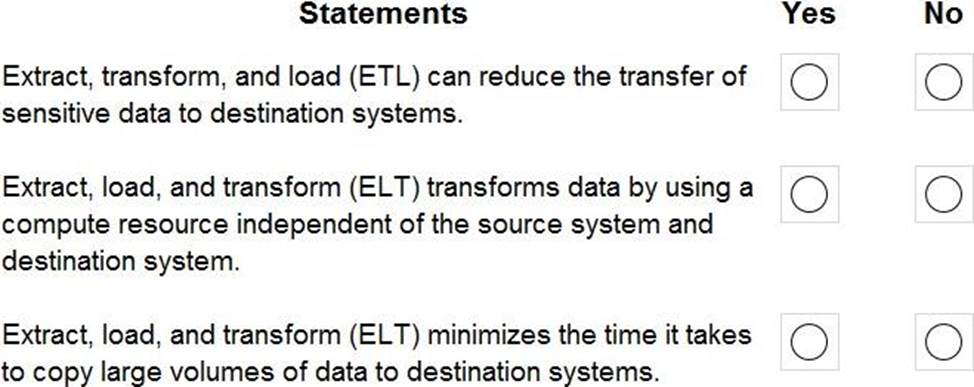 Statements Yes No
Extract, transform, and load (ETL) can reduce the transfer of
sensitive data to destination systems.
Extract, load, and transform (ELT) transforms data by using a
compute resource independent of the source system and
destination system.
Extract, load, and transform (ELT) minimizes the time it takes
to copy large volumes of data to destination systems.